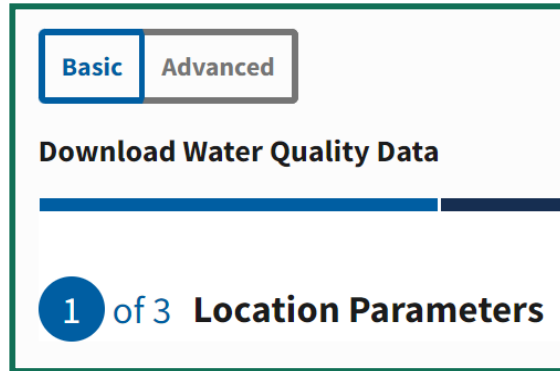 Basic Advanced
Download Water Quality Data
1 of 3 Location Parameters